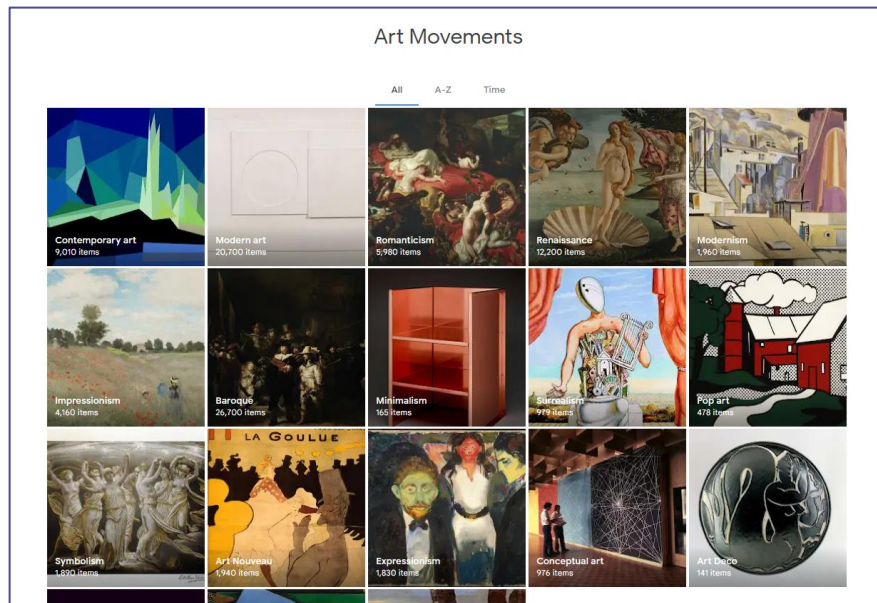 Art Movements
All
A-Z
Time
Contemporary art
9,010 items
Modern art
20,700 items
Romanticism
5,980 items
Renaissance
12,200 items
Modernism
1,960 items
Impressionism
4,160 items
Baroque
26,700 items
Minimalism
165 items
Surrealism
979 items
Pop art
478 items
LA GOULUE
Symbolism
1,890 items
Art Nouveau
1,940 items
Expressionism
1,830 items
Conceptual art
976 items
Art Deco
141 items